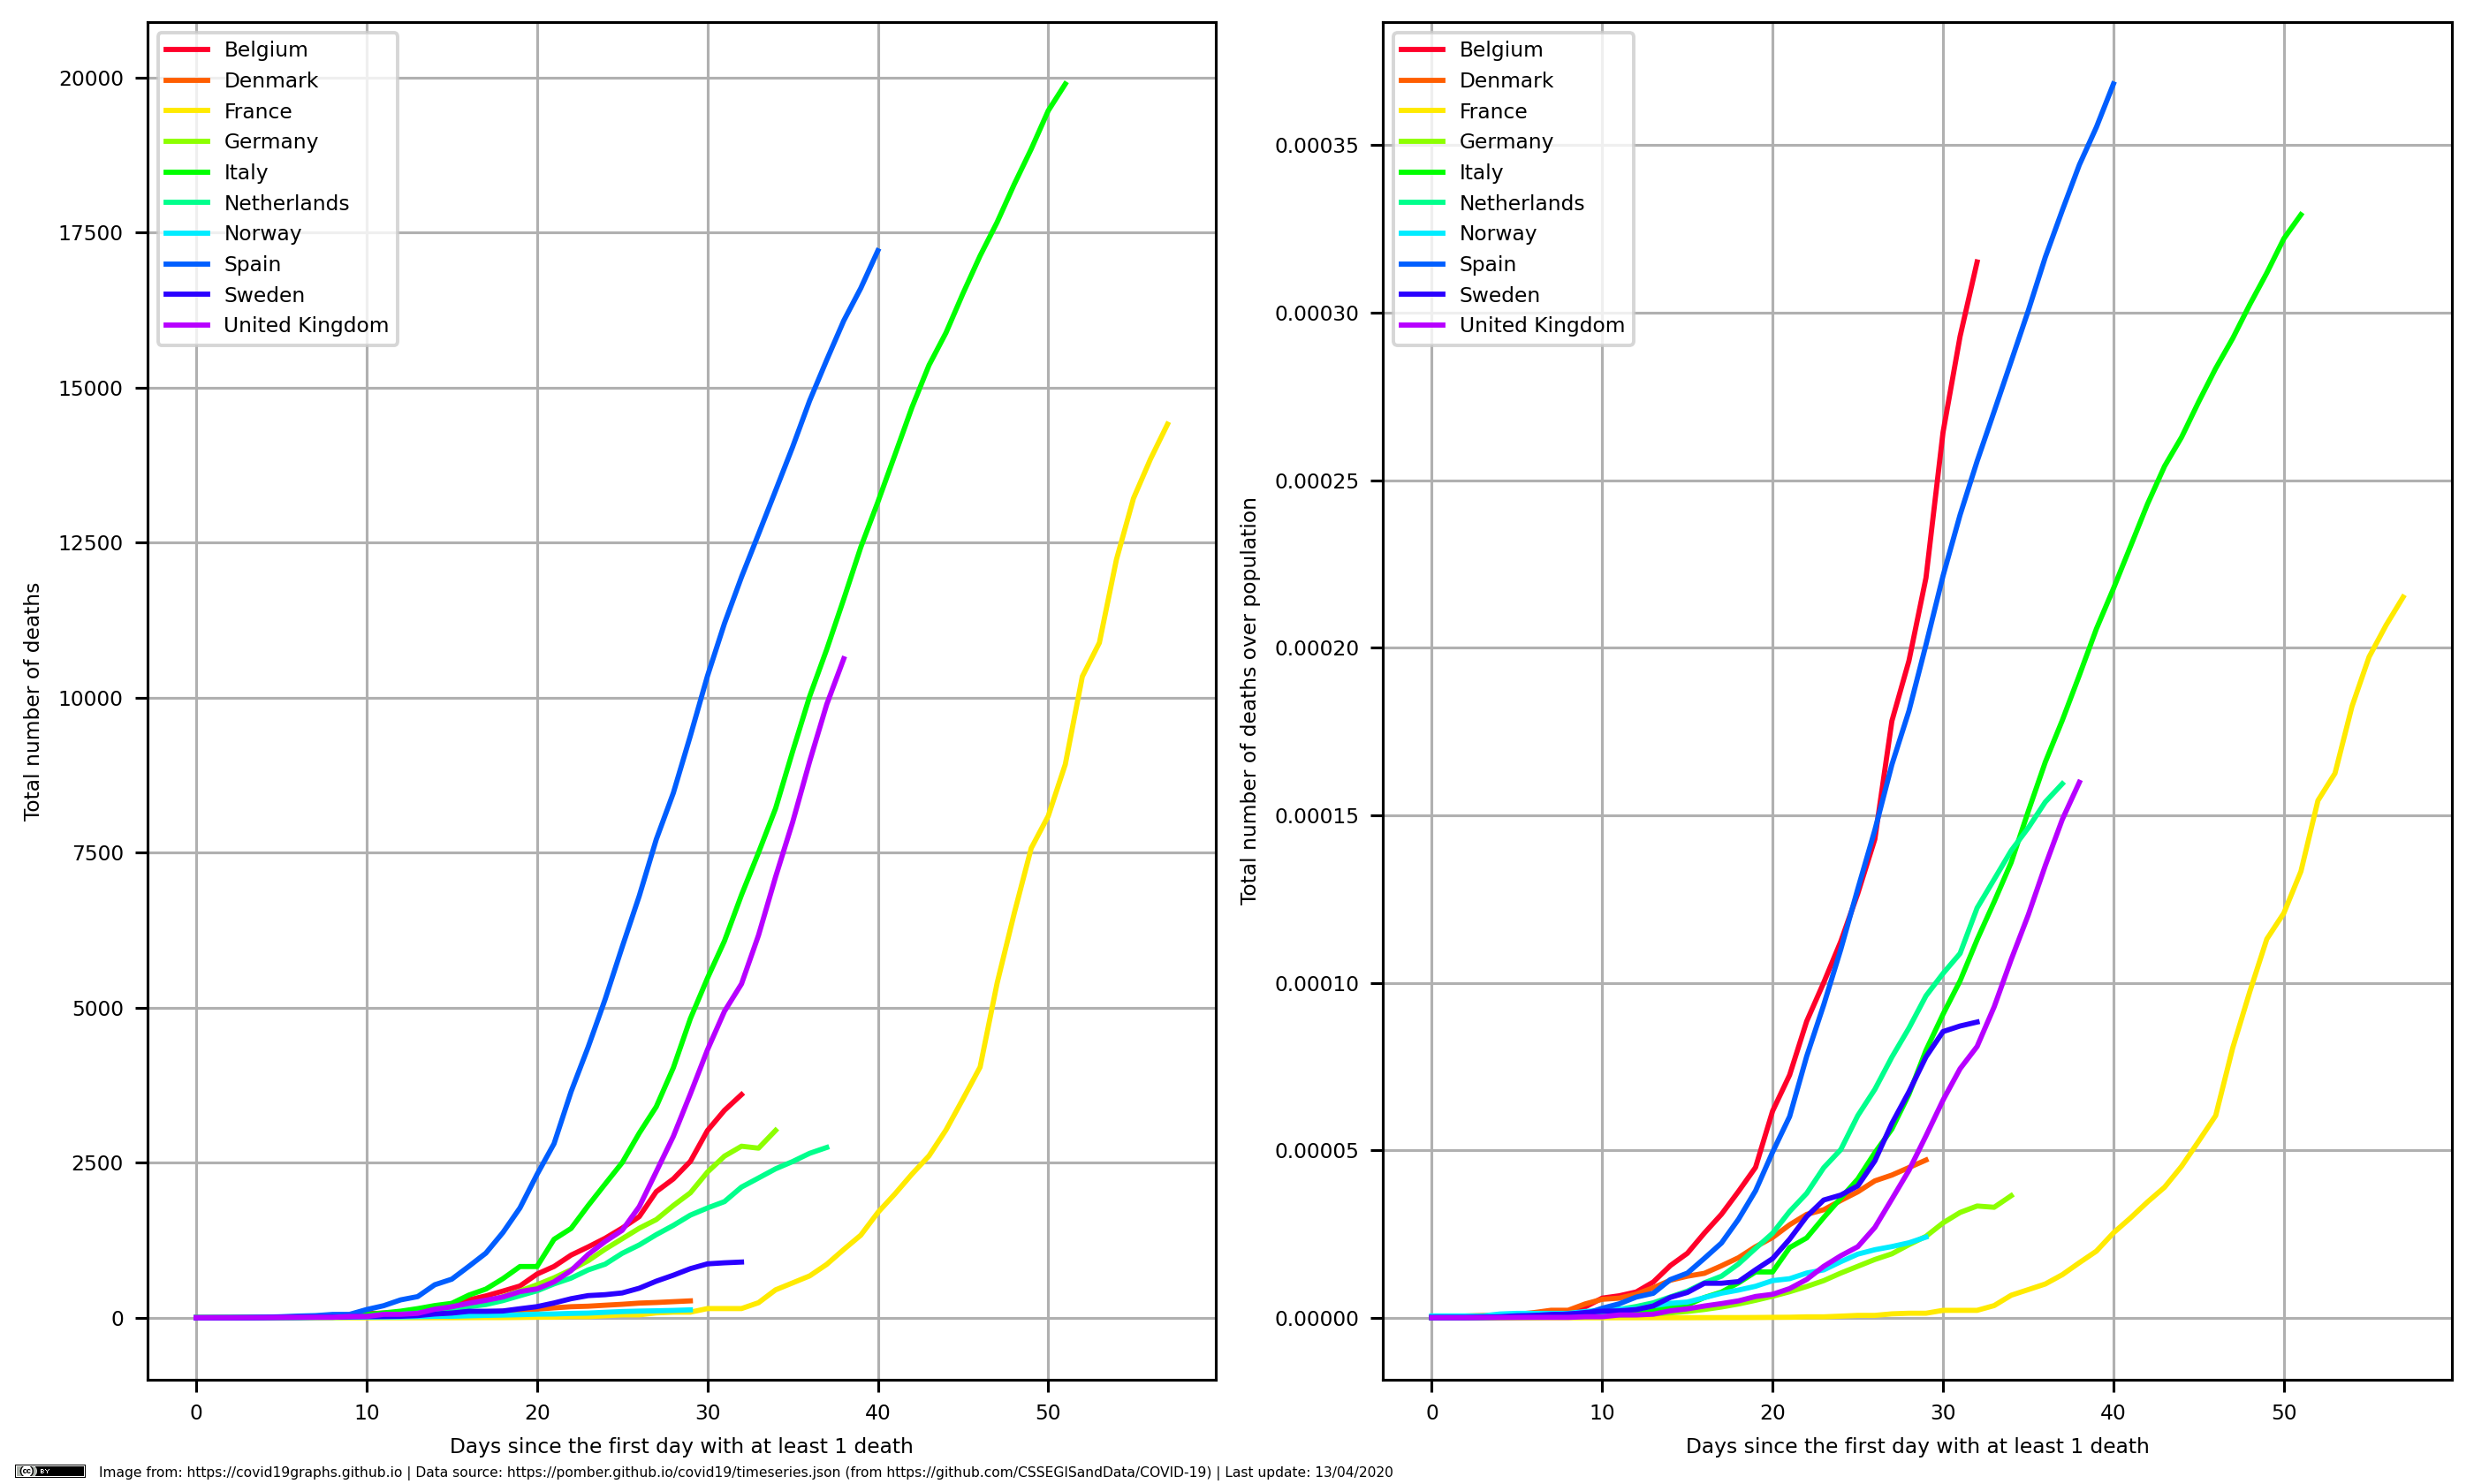 Belgium
Denmark
France
Germany
Italy
Netherlands
Norway
Spain
Sweden
United Kingdom
20000
17500
15000
12500
10000
7500
5000
2500
0
Total number of deaths
0 10 20 30 40 50
Days since the first day with at least 1 death
Belgium
Denmark
France
Germany
Italy
Netherlands
Norway
Spain
Sweden
United Kingdom
0.00035
0.00030
0.00025
0.00020
0.00015
0.00010
0.00005
0.00000
Total number of deaths over population
0 10 20 30 40 50
Days since the first day with at least 1 death
(cc) BY Image from: https://covid19graphs.github.io | Data source: https://pomber.github.io/covid19/timeseries.json (from https://github.com/CSSEGISandData/COVID-19) | Last update: 13/04/2020